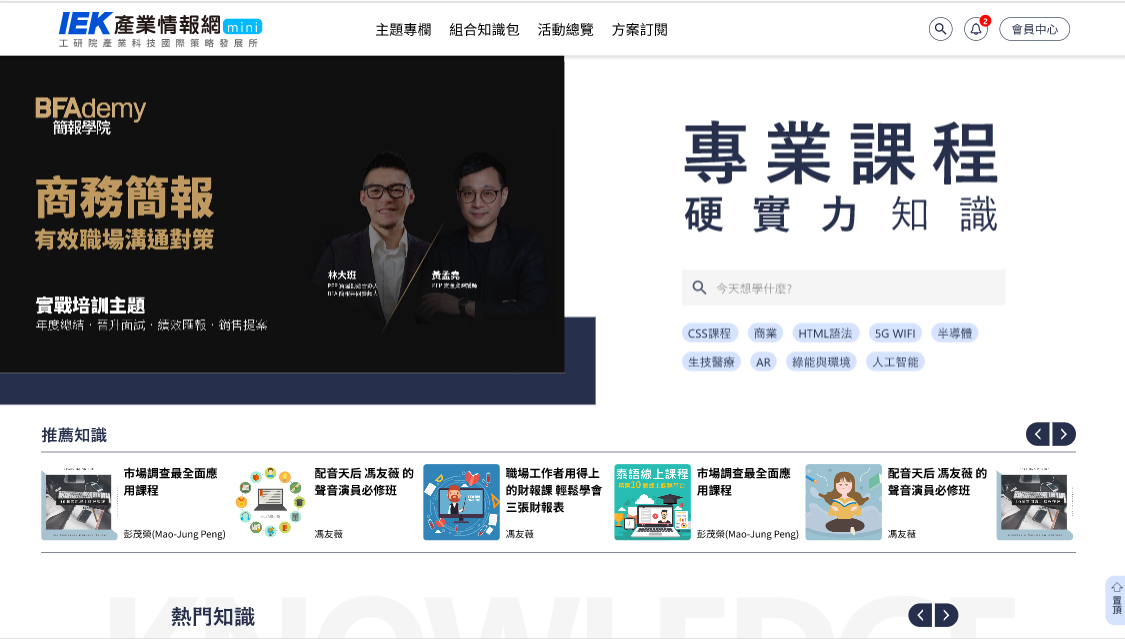 IEK產業情報網 mini
工研院產業科技國際策略發展所
主題專欄 組合知識包 活動總覽 方案訂閱
2
會員中心
BFAdemy
簡報學院
商務簡報
有效職場溝通對策
林大班
黃孟堯
實戰培訓主題
年度總結．晉升面試．績效匯報．銷售提案
專業課程
硬實力知識
今天想學什麼?
CSS課程 商業 HTML語法 5G WIFI 半導體
生技醫療 AR 綠能與環境 人工智能
推薦知識
市場調查最全面應
用課程
彭茂榮(Mao-Jung Peng)
配音天后 馮友薇 的
聲音演員必修班
馮友薇
職場工作者用得上
的財報課 輕鬆學會
三張財報表
馮友薇
泰語線上課程
市場調查最全面應
用課程
彭茂榮(Mao-Jung Peng)
配音天后 馮友薇 的
聲音演員必修班
馮友薇
KNOWLEDGE
熱門知識
置頂